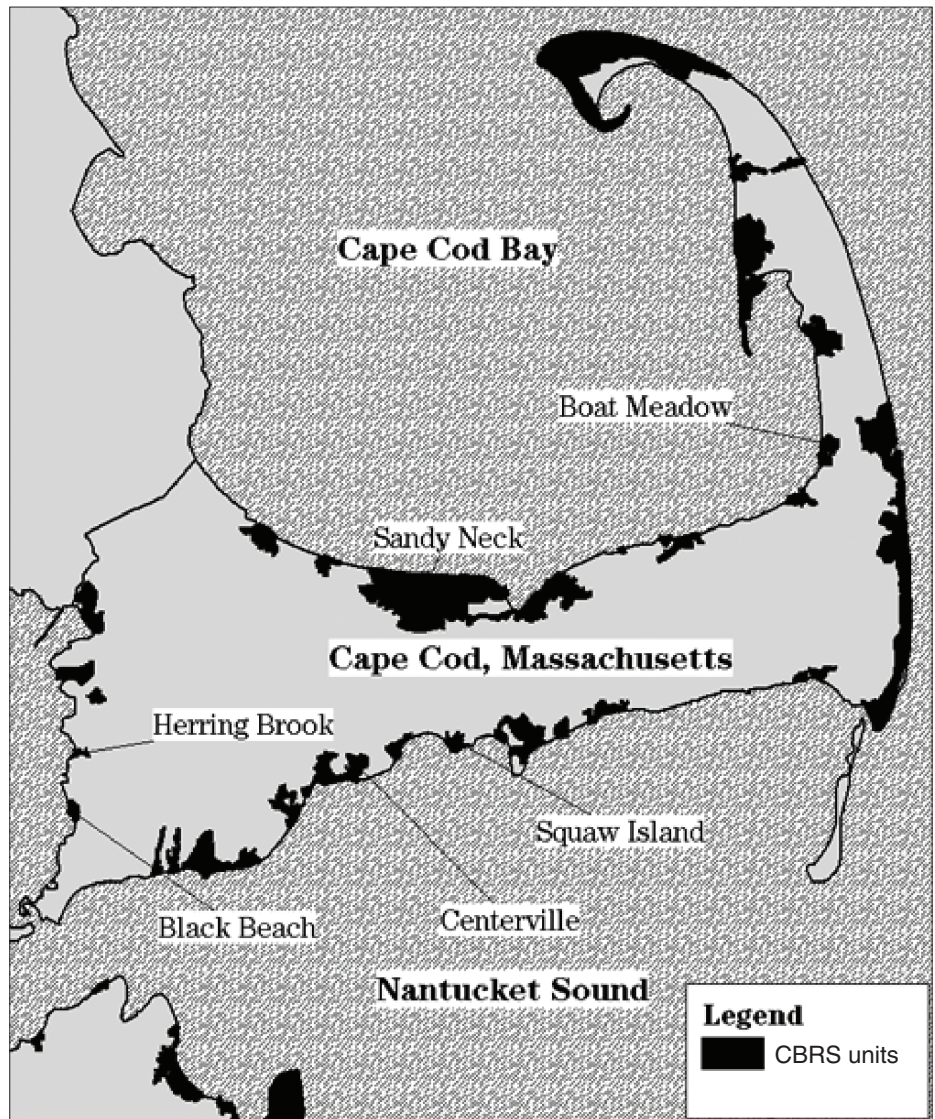 Cape Cod Bay
Boat Meadow
Sandy Neck
Cape Cod, Massachusetts
Herring Brook
Squaw Island
Black Beach
Centerville
Nantucket Sound
Legend
CBRS units